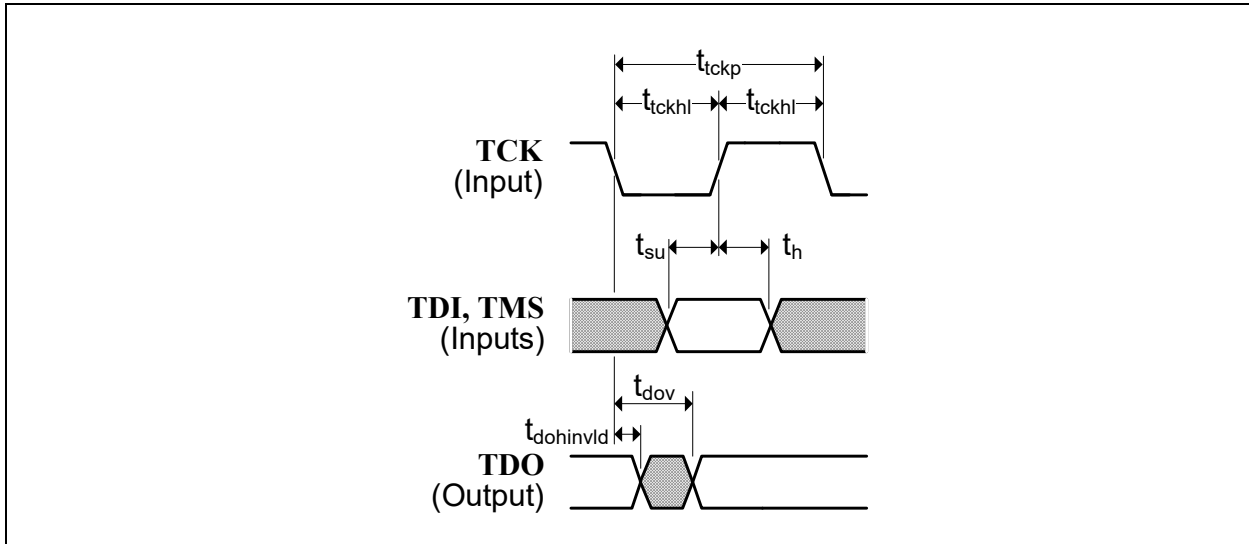 t_tckp
t_tckhl t_tckhl
TCK
(Input)
t_su t_h
TDI, TMS
(Inputs)
t_dov
t_dohinvld
TDO
(Output)